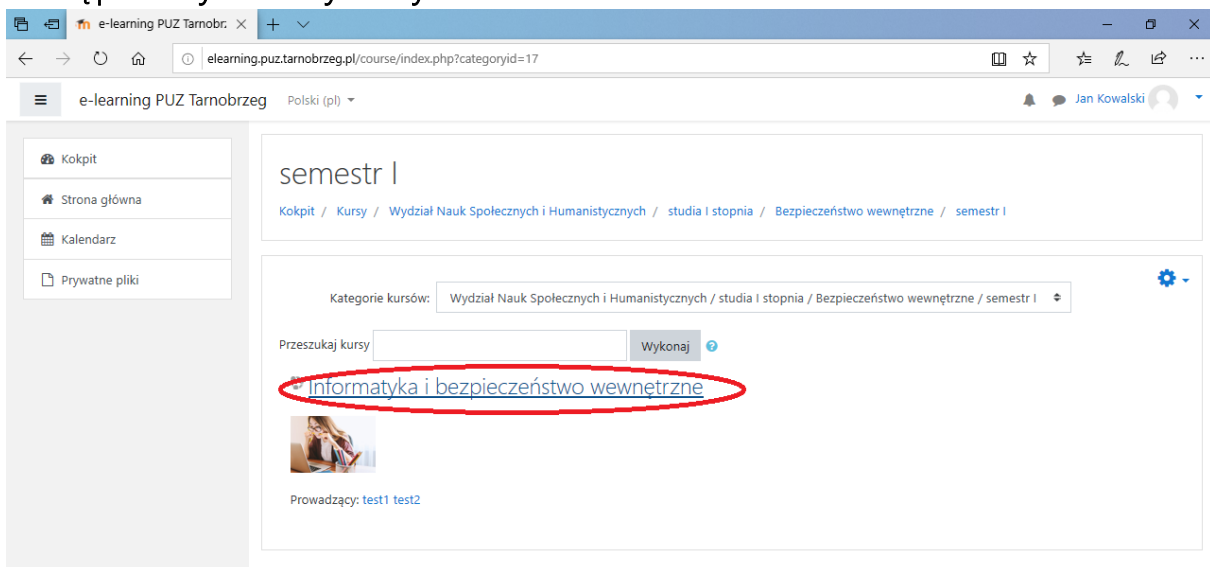 e-learning PUZ Tarnobrz
elearning.puz.tarnobrzeg.pl/course/index.php?categoryid=17
e-learning PUZ Tarnobrzeg Polski (pl) Jan Kowalski
Kokpit
Strona główna
Kalendarz
Prywatne pliki
semestr I
Kokpit / Kursy / Wydział Nauk Społecznych i Humanistycznych / studia I stopnia / Bezpieczeństwo wewnętrzne / semestr I
Kategorie kursów: Wydział Nauk Społecznych i Humanistycznych / studia I stopnia / Bezpieczeństwo wewnętrzne / semestr I
Przeszukaj kursy Wykonaj
Informatyka i bezpieczeństwo wewnętrzne
Prowadzący: test1 test2